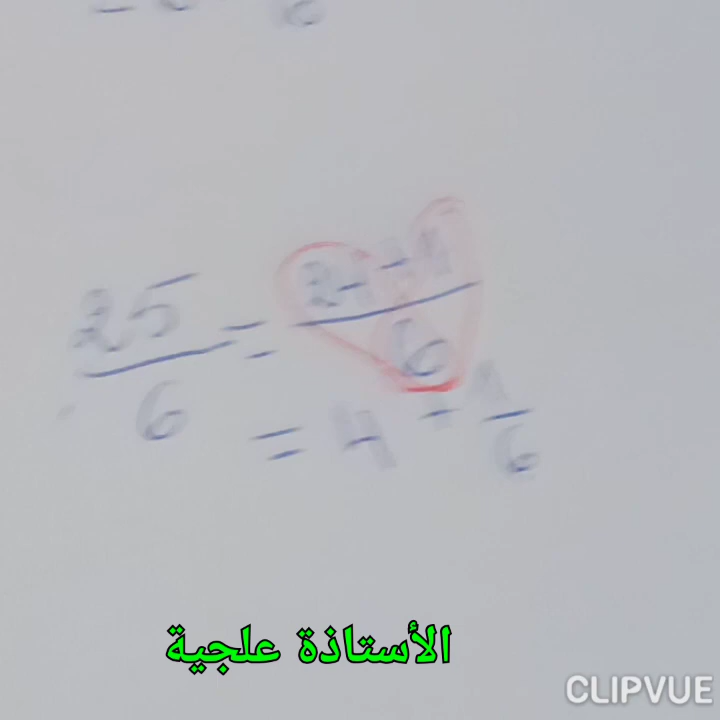 25/6 = 24+1/6
= 4 + 1/6
الأستاذة علجية
CLIPVUE